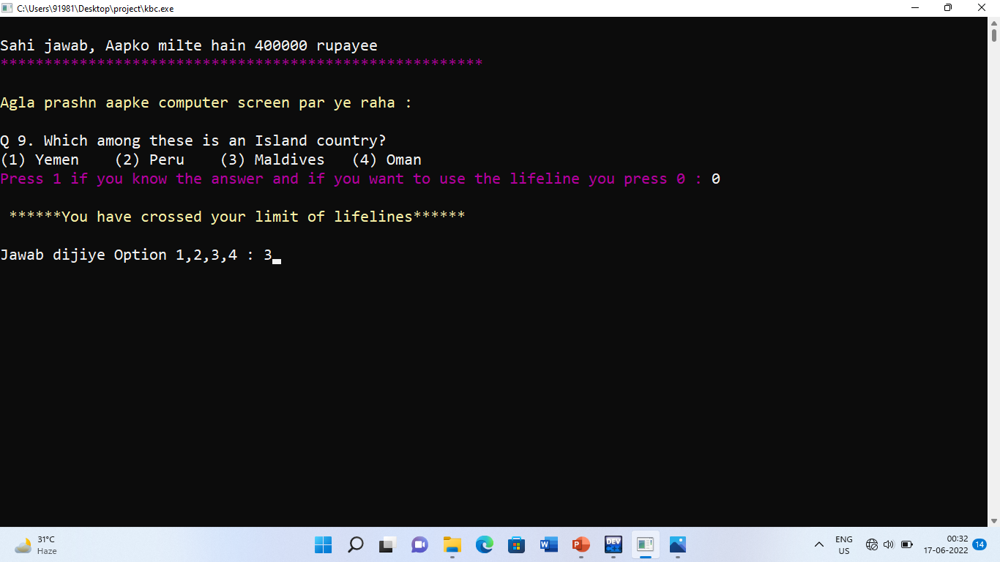 C:\Users\91981\Desktop\project\kbc.exe
Sahi jawab, Aapko milte hain 400000 rupayee
*******************************************************
Agla prashn aapke computer screen par ye raha :
Q 9. Which among these is an Island country?
(1) Yemen    (2) Peru    (3) Maldives   (4) Oman
Press 1 if you know the answer and if you want to use the lifeline you press 0 : 0
******You have crossed your limit of lifelines******
Jawab dijiye Option 1,2,3,4 : 3
31°C
Haze
W
P
DEV
ENG
US
00:32
17-06-2022
14